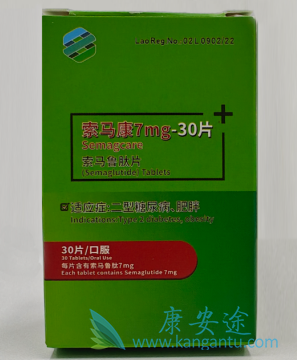 Lao Reg No: 02L0902/22
索马康7mg-30片
Semagcare
索马鲁肽片
(Semaglutide) Tablets
适应症:二型糖尿病、肥胖
Indications:Type 2 diabetes, obesity
30片/口服
30 Tablets/Oral Use
每片含有索马鲁肽7mg
Each tablet contains Semaglutide 7mg
康安途
www.kangantu.com